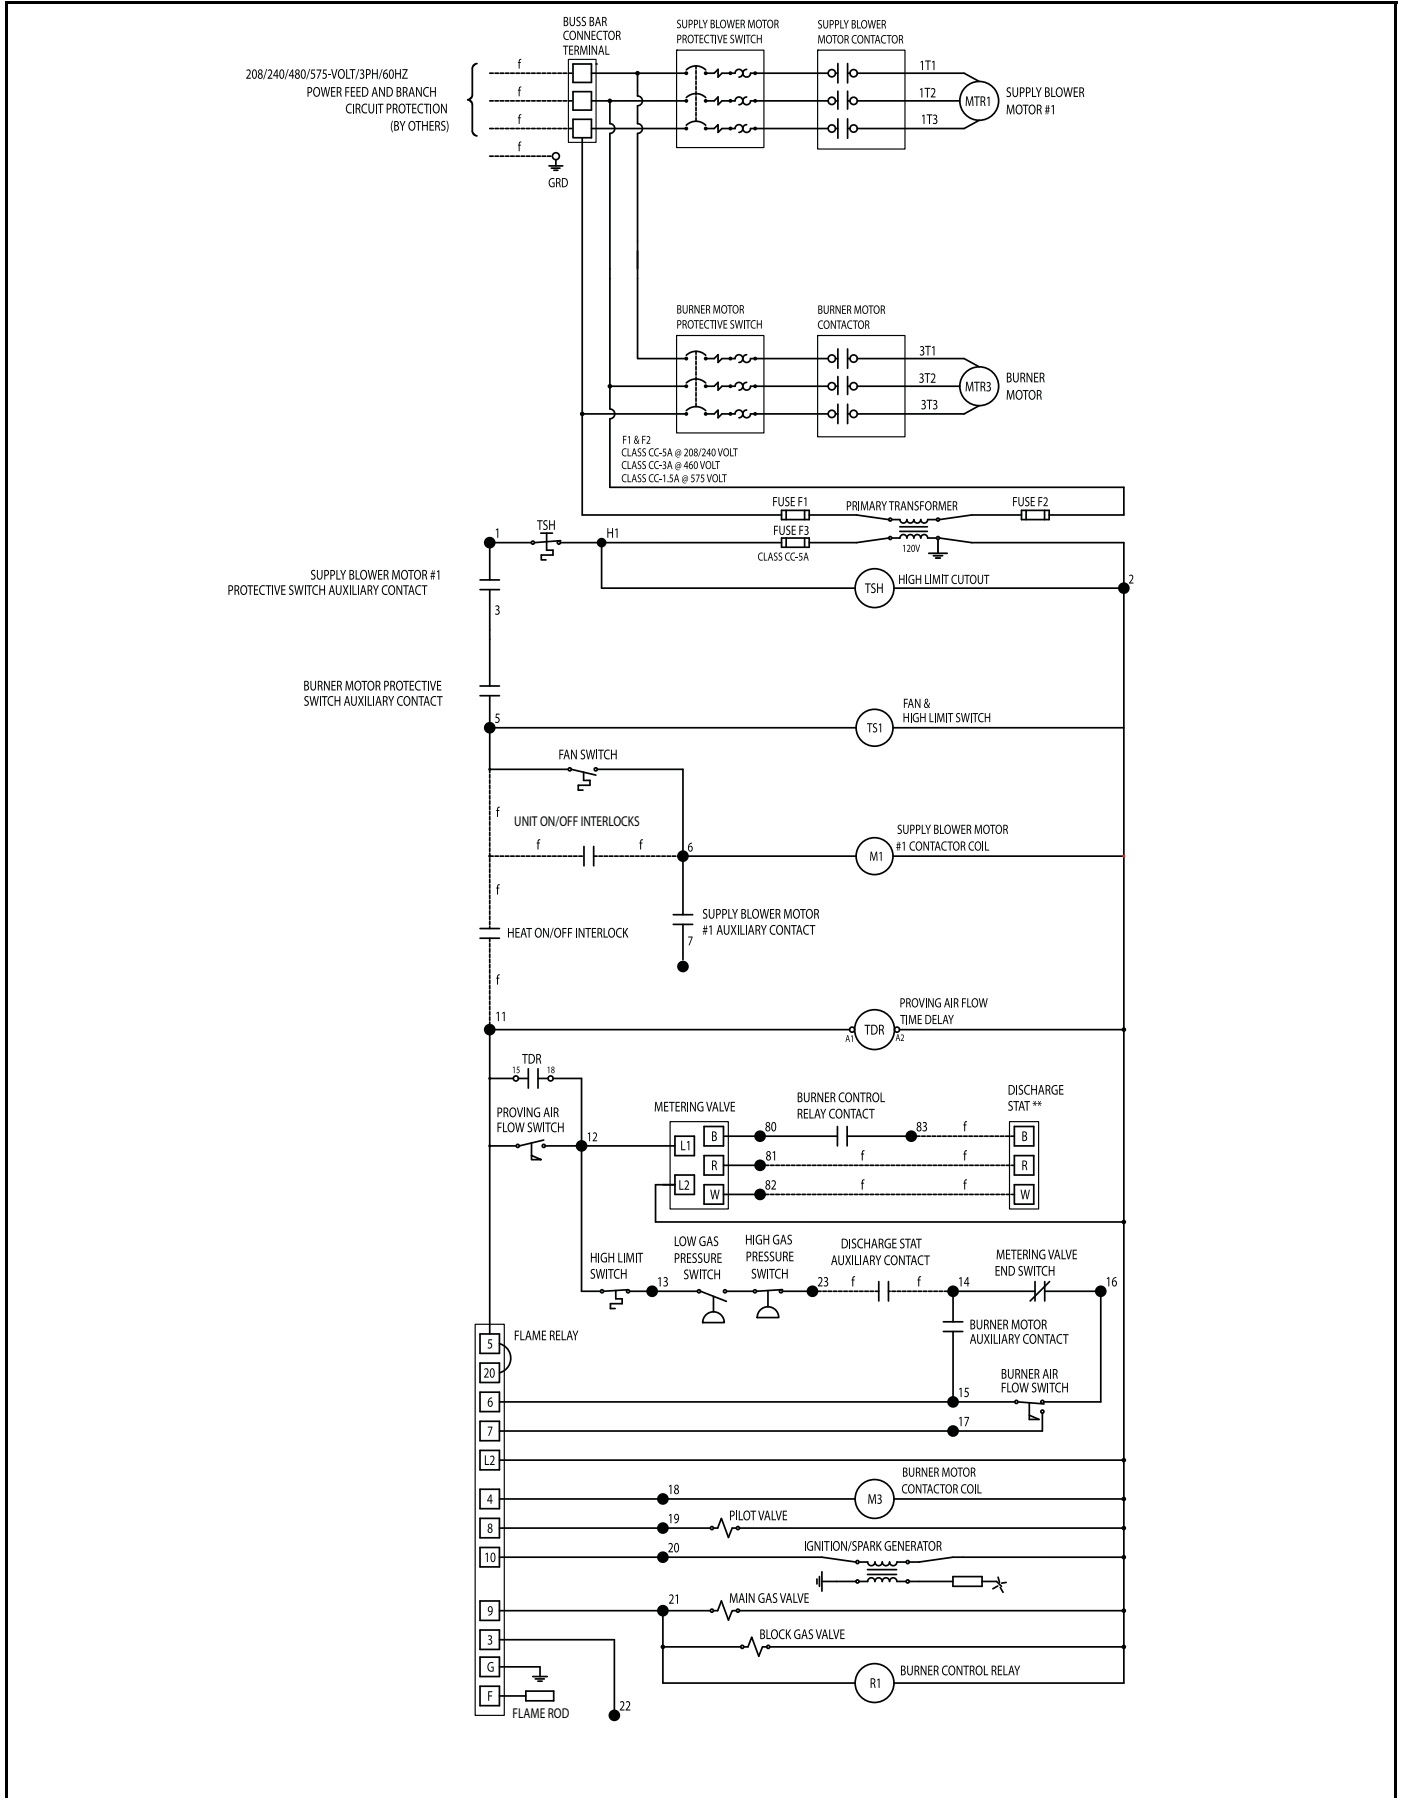 BUSS BAR
CONNECTOR
TERMINAL
SUPPLY BLOWER MOTOR
PROTECTIVE SWITCH
SUPPLY BLOWER
MOTOR CONTACTOR
208/240/480/575-VOLT/3PH/60HZ
POWER FEED AND BRANCH
CIRCUIT PROTECTION
(BY OTHERS)
f
f
f
f
GRD
1T1
1T2
1T3
MTR1
SUPPLY BLOWER
MOTOR #1
BURNER MOTOR
PROTECTIVE SWITCH
BURNER MOTOR
CONTACTOR
3T1
3T2
3T3
MTR3
BURNER
MOTOR
F1 & F2
CLASS CC-5A @ 208/240 VOLT
CLASS CC-3A @ 460 VOLT
CLASS CC-1.5A @ 575 VOLT
FUSE F1
PRIMARY TRANSFORMER
FUSE F2
1
TSH
H1
FUSE F3
CLASS CC-5A
120V
SUPPLY BLOWER MOTOR #1
PROTECTIVE SWITCH AUXILIARY CONTACT
3
TSH
HIGH LIMIT CUTOUT
2
BURNER MOTOR PROTECTIVE
SWITCH AUXILIARY CONTACT
5
TS1
FAN &
HIGH LIMIT SWITCH
FAN SWITCH
f
UNIT ON/OFF INTERLOCKS
f
f
6
M1
SUPPLY BLOWER MOTOR
#1 CONTACTOR COIL
f
HEAT ON/OFF INTERLOCK
SUPPLY BLOWER MOTOR
#1 AUXILIARY CONTACT
7
f
11
TDR
A1
A2
PROVING AIR FLOW
TIME DELAY
TDR
15
18
PROVING AIR
FLOW SWITCH
12
METERING VALVE
L1
L2
B
R
W
80
81
82
BURNER CONTROL
RELAY CONTACT
83
f
f
f
f
f
DISCHARGE
STAT **
B
R
W
HIGH LIMIT
SWITCH
13
LOW GAS
PRESSURE
SWITCH
HIGH GAS
PRESSURE
SWITCH
23
DISCHARGE STAT
AUXILIARY CONTACT
f
f
14
METERING VALVE
END SWITCH
16
BURNER MOTOR
AUXILIARY CONTACT
BURNER AIR
FLOW SWITCH
15
17
FLAME RELAY
5
20
6
7
L2
4
18
M3
BURNER MOTOR
CONTACTOR COIL
8
19
PILOT VALVE
10
20
IGNITION/SPARK GENERATOR
9
21
MAIN GAS VALVE
3
BLOCK GAS VALVE
G
R1
BURNER CONTROL RELAY
F
FLAME ROD
22